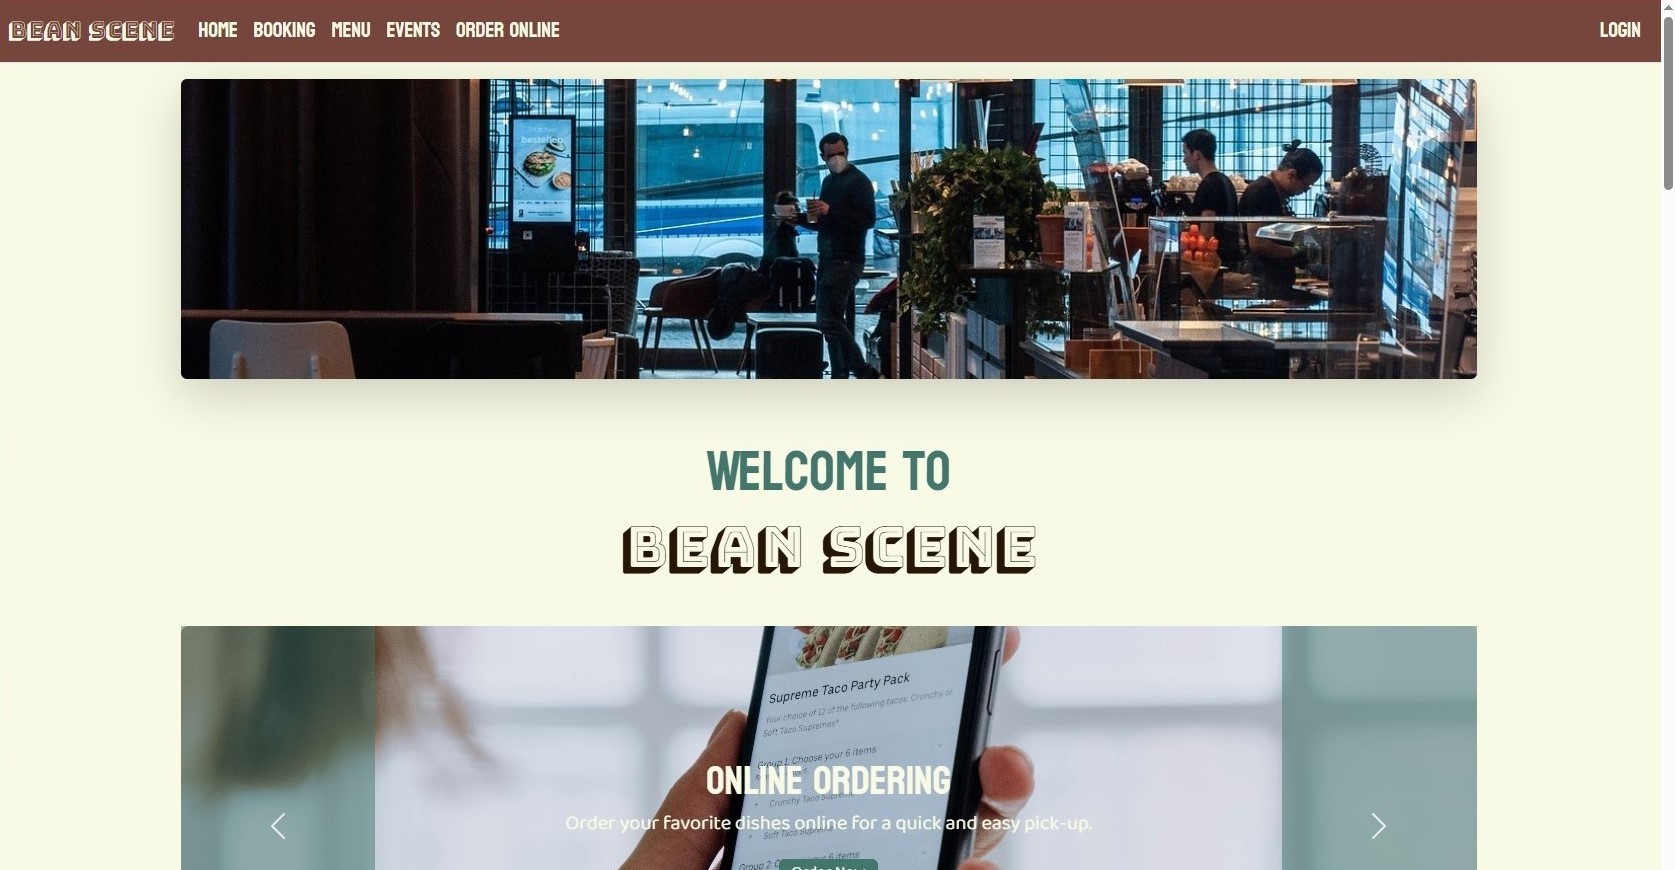 BEAN SCENE HOME BOOKING MENU EVENTS ORDER ONLINE LOGIN
bestellen
WELCOME TO
BEAN SCENE
Supreme Taco Party Pack
Your choice of 12 of the following tacos: Crunchy or
Soft Taco Supremes®.
Group 1: Choose your 6 items
ONLINE ORDERING
Crunchy Taco Supreme
Order your favorite dishes online for a quick and easy pick-up.
Soft Taco Supreme
Group 2: your 6 items
Order Now